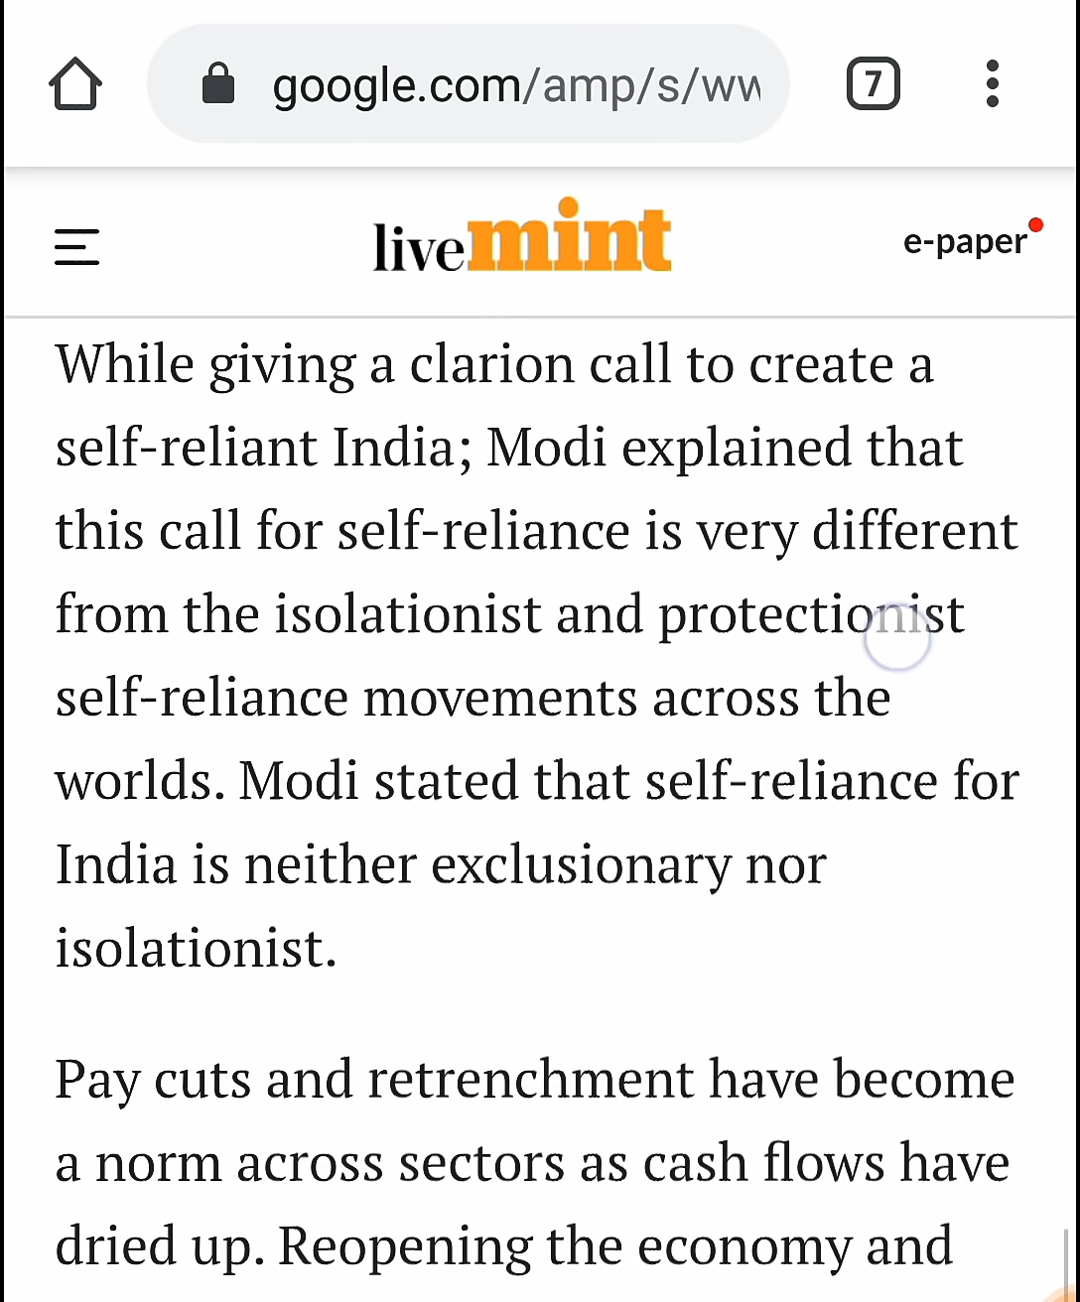 google.com/amp/s/ww
7
livemint
e-paper
While giving a clarion call to create a
self-reliant India; Modi explained that
this call for self-reliance is very different
from the isolationist and protectionist
self-reliance movements across the
worlds. Modi stated that self-reliance for
India is neither exclusionary nor
isolationist.
Pay cuts and retrenchment have become
a norm across sectors as cash flows have
dried up. Reopening the economy and